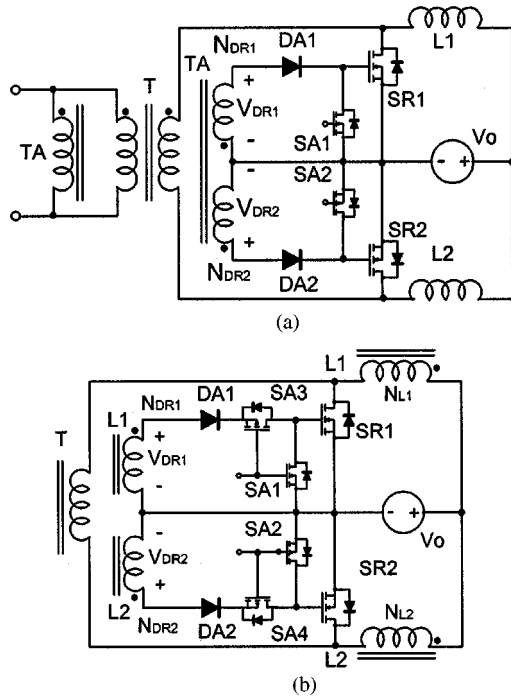 NDR1 DA1 L1
TA T TA VDR1 SR1
SA1 Vo
SA2
VDR2 SR2
NDR2 DA2 L2
(a)
L1
NDR1 DA1 SA3 NL1
T L1 VDR1 SR1
SA1
SA2 Vo
L2 VDR2 SR2
NDR2 DA2 SA4 L2 NL2
(b)